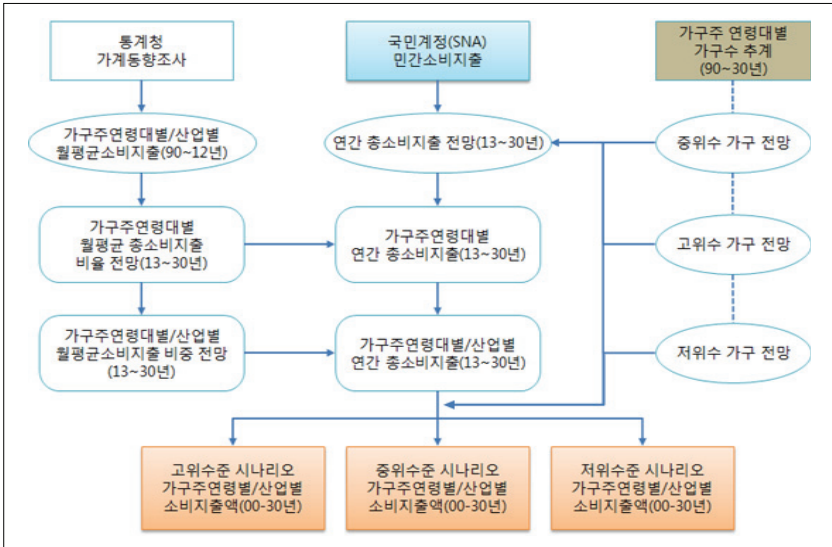 통계청
가계동향조사
국민계정(SNA)
민간소비지출
가구주 연령대별
가구수 추계
(90~30년)
가구주연령대별/산업별
월평균소비지출(90~12년)
연간 총소비지출 전망(13~30년)
중위수 가구 전망
가구주연령대별
월평균 총소비지출
비율 전망(13~30년)
가구주연령대별
연간 총소비지출(13~30년)
고위수 가구 전망
가구주연령대별/산업별
월평균소비지출 비중 전망
(13~30년)
가구주연령대별/산업별
연간 총소비지출(13~30년)
저위수 가구 전망
고위수준 시나리오
가구주연령별/산업별
소비지출액(00-30년)
중위수준 시나리오
가구주연령별/산업별
소비지출액(00-30년)
저위수준 시나리오
가구주연령별/산업별
소비지출액(00-30년)